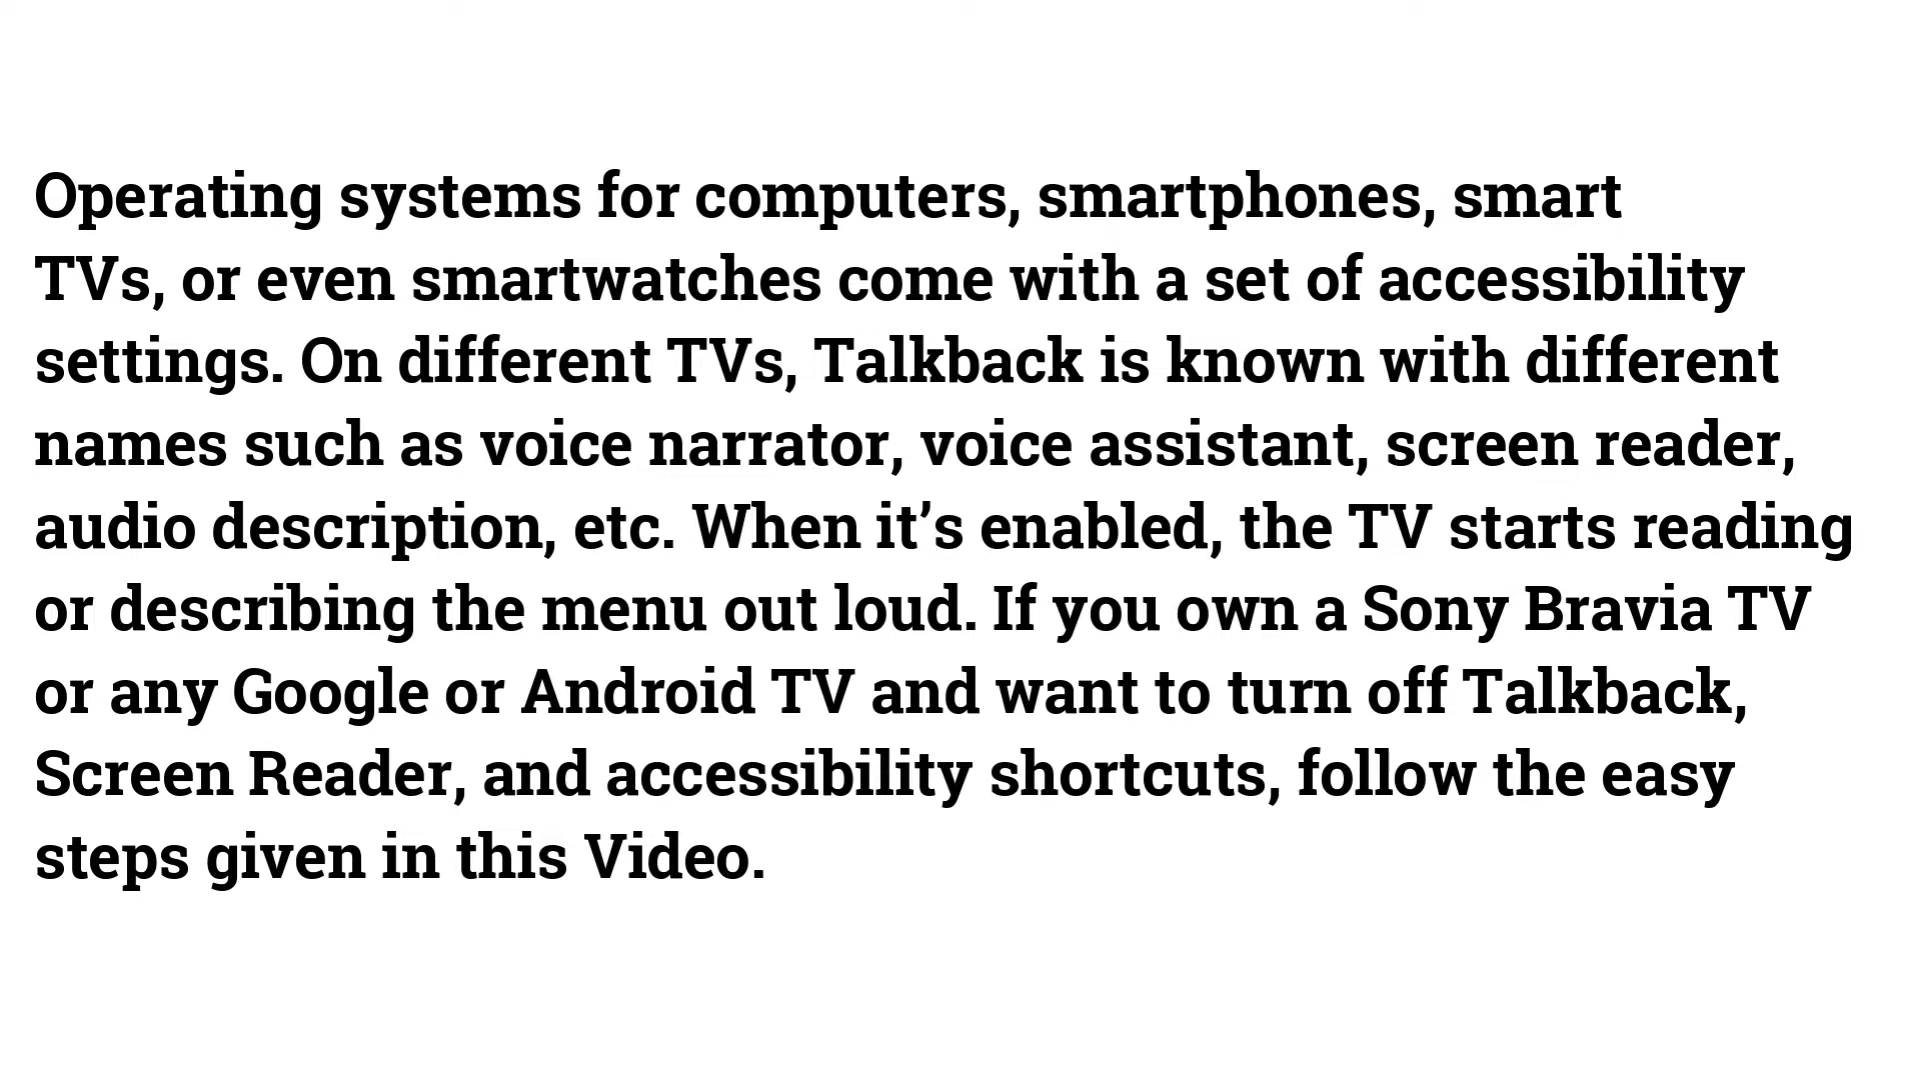 Operating systems for computers, smartphones, smart
TVs, or even smartwatches come with a set of accessibility
settings. On different TVs, Talkback is known with different
names such as voice narrator, voice assistant, screen reader,
audio description, etc. When it’s enabled, the TV starts reading
or describing the menu out loud. If you own a Sony Bravia TV
or any Google or Android TV and want to turn off Talkback,
Screen Reader, and accessibility shortcuts, follow the easy
steps given in this Video.